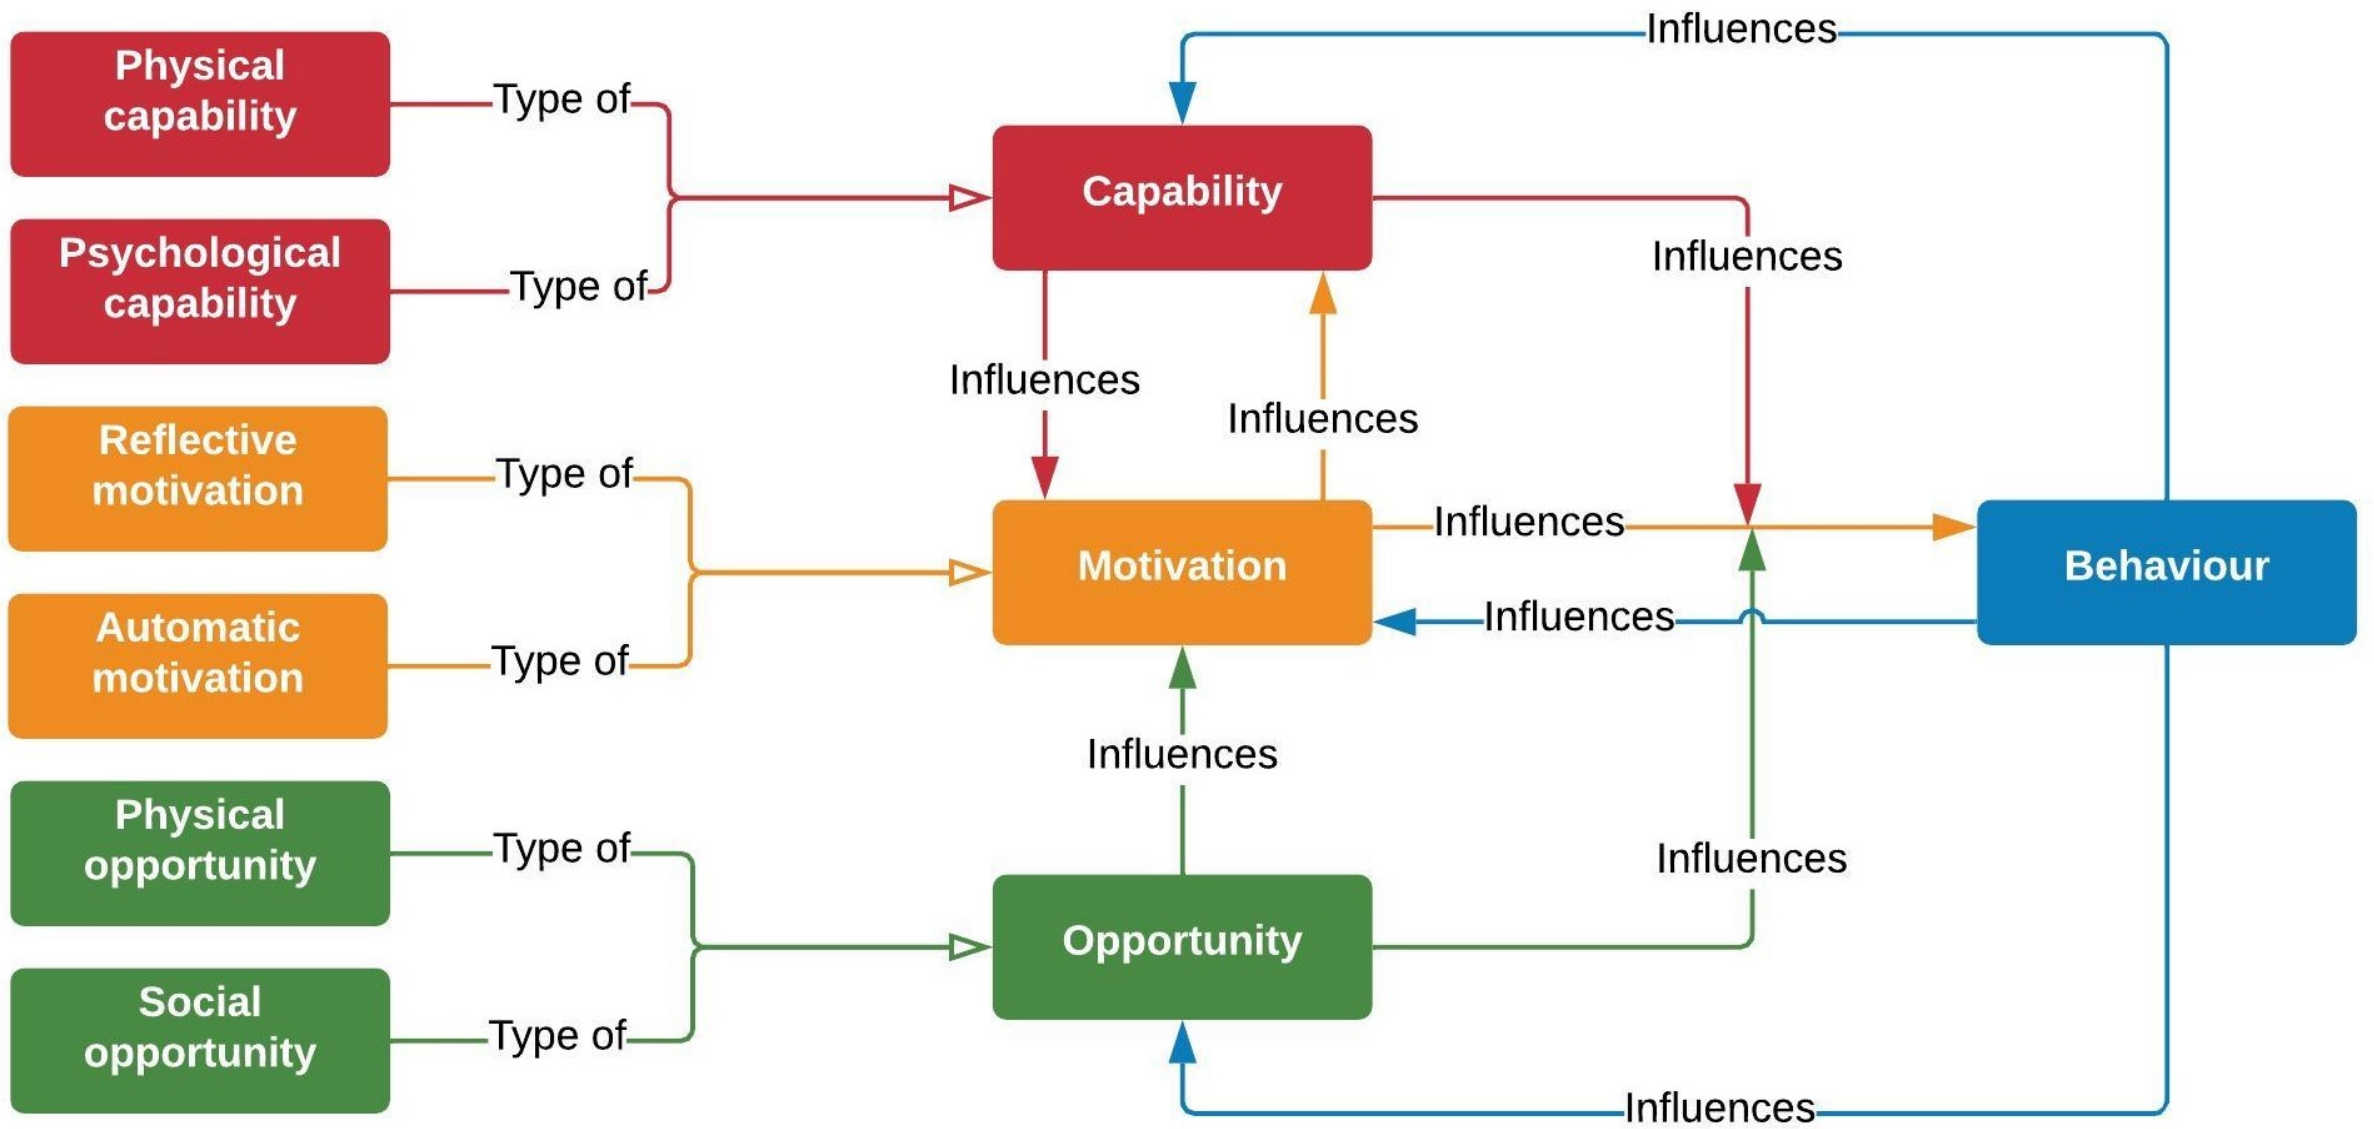 Influences
Physical
capability
Type of
Capability
Psychological
capability
Type of
Influences
Influences
Influences
Reflective
motivation
Type of
Motivation
Influences
Behaviour
Influences
Automatic
motivation
Type of
Influences
Physical
opportunity
Type of
Influences
Opportunity
Social
opportunity
Type of
Influences